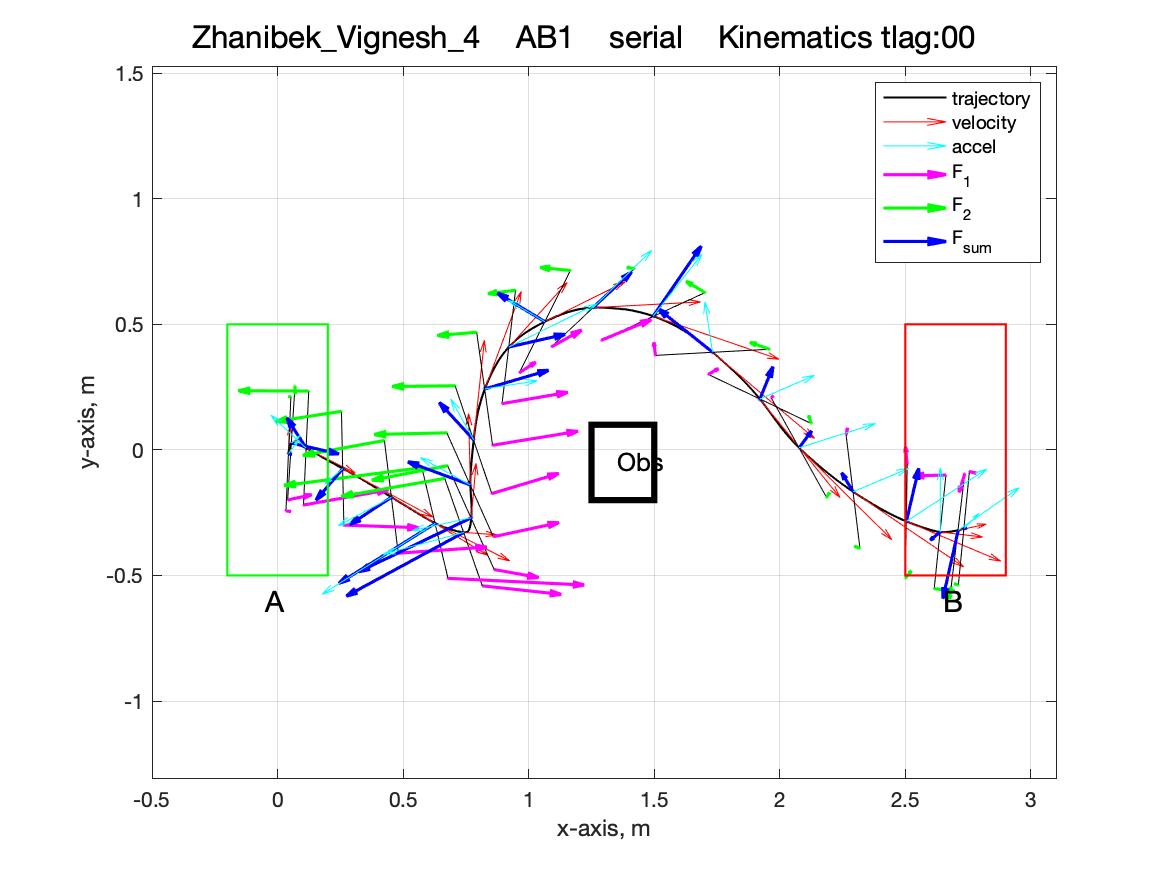 Zhanibek_Vignesh_4 AB1 serial Kinematics tlag:00
1.5
1
0.5
0
-0.5
-1
y-axis, m
trajectory
velocity
accel
F1
F2
Fsum
Obs
A
B
-0.5 0 0.5 1 1.5 2 2.5 3
x-axis, m